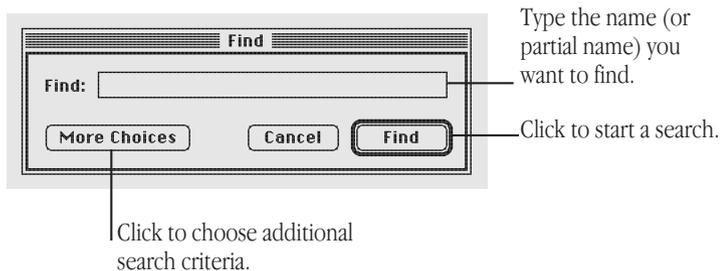 Find
Find:
Type the name (or
partial name) you
want to find.
More Choices
Cancel
Find
Click to start a search.
Click to choose additional
search criteria.